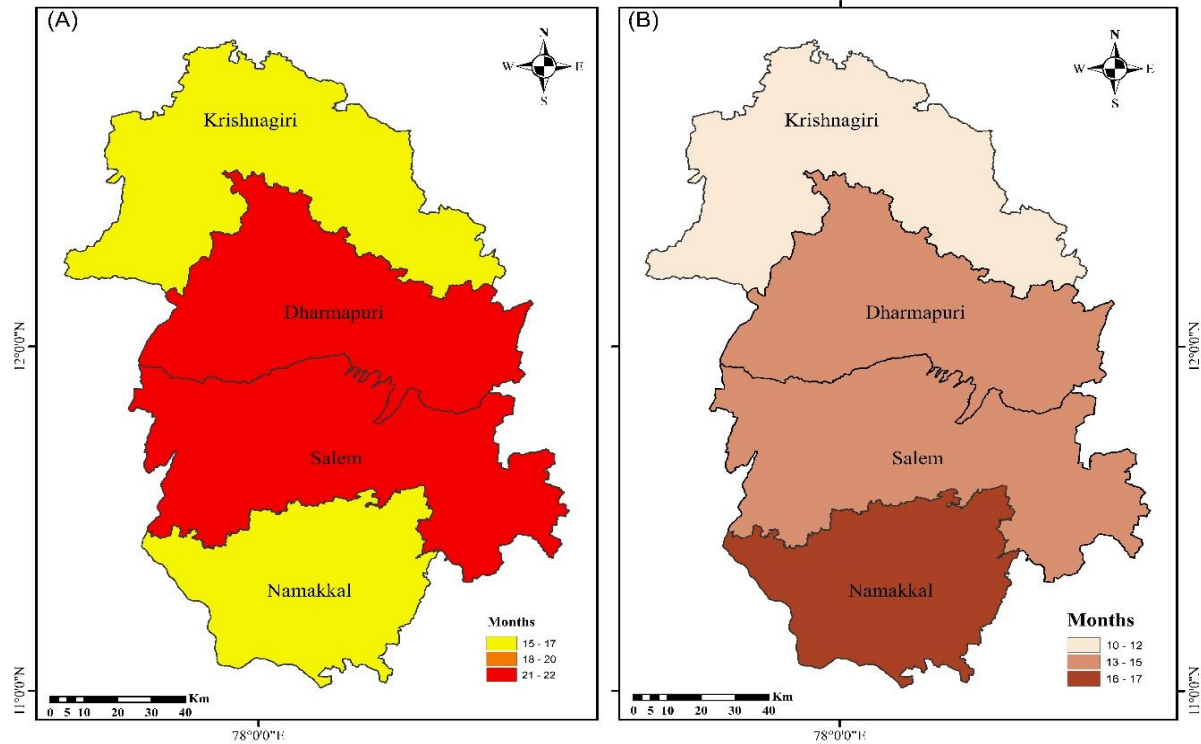 (A)
N
W E
S
Krishnagiri
Dharmapuri
Salem
Namakkal
Months
15 - 17
18 - 20
21 - 22
Km
0 5 10 20 30 40
12°0'0"N
78°0'0"E
(B)
N
W E
S
Krishnagiri
Dharmapuri
Salem
Namakkal
Months
10 - 12
13 - 15
16 - 17
Km
0 5 10 20 30 40
12°0'0"N
11°0'0"N
11°0'0"N
78°0'0"E